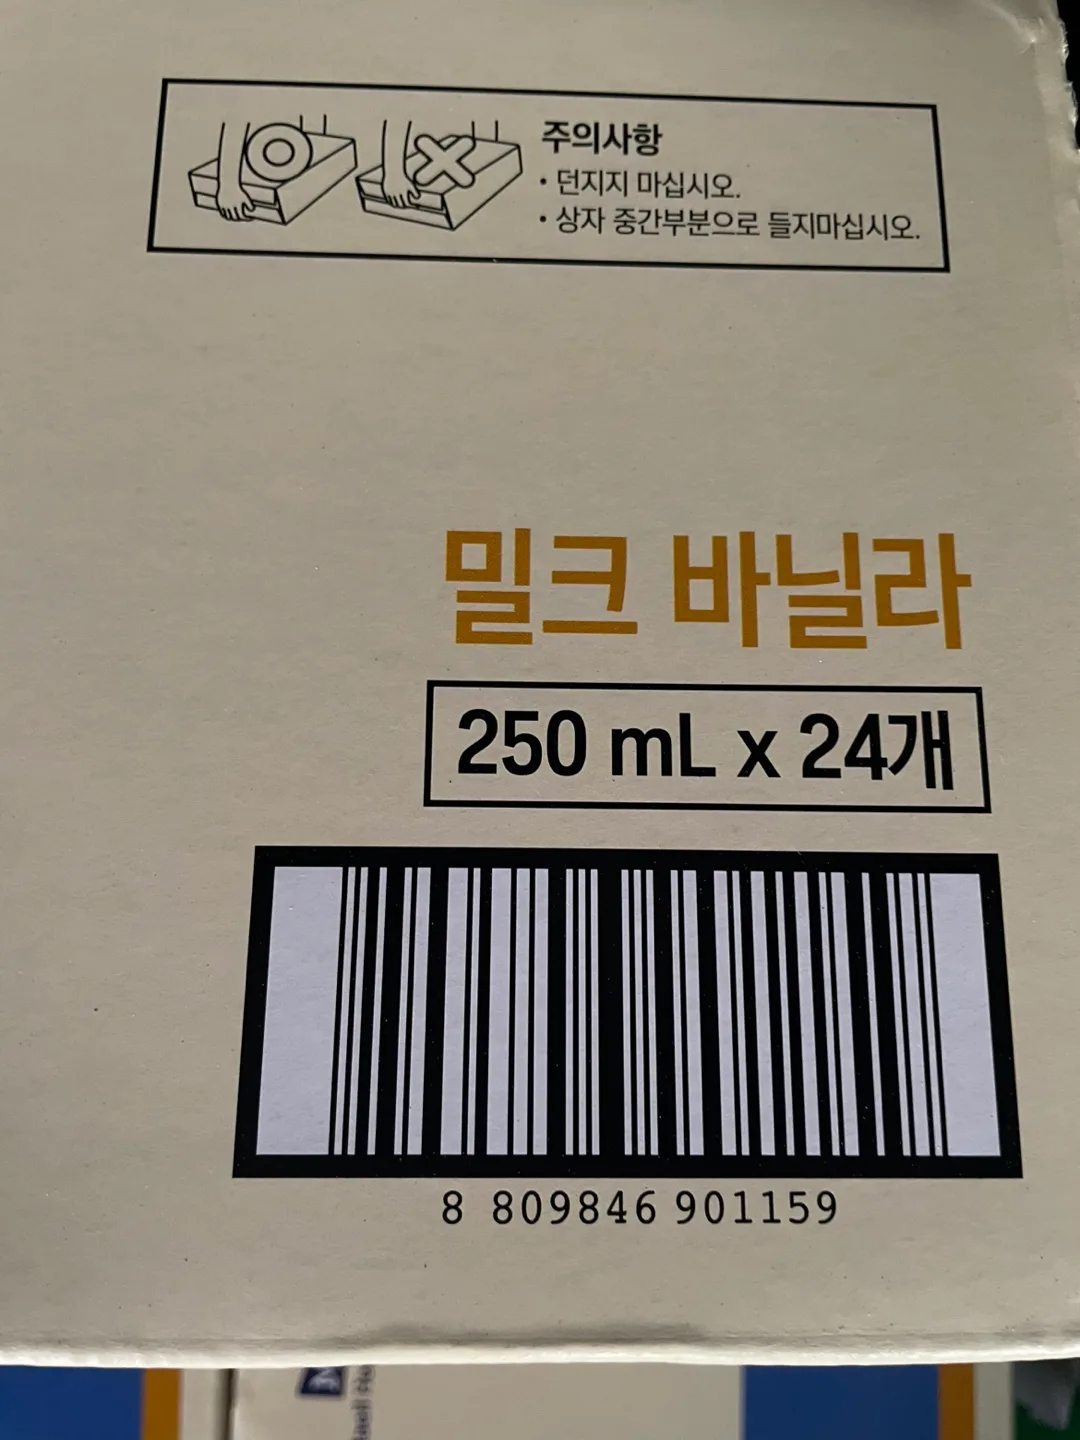 주의사항
• 던지지 마십시오.
• 상자 중간부분으로 들지마십시오.
밀크 바닐라
250 mL x 24개
8 809846 901159